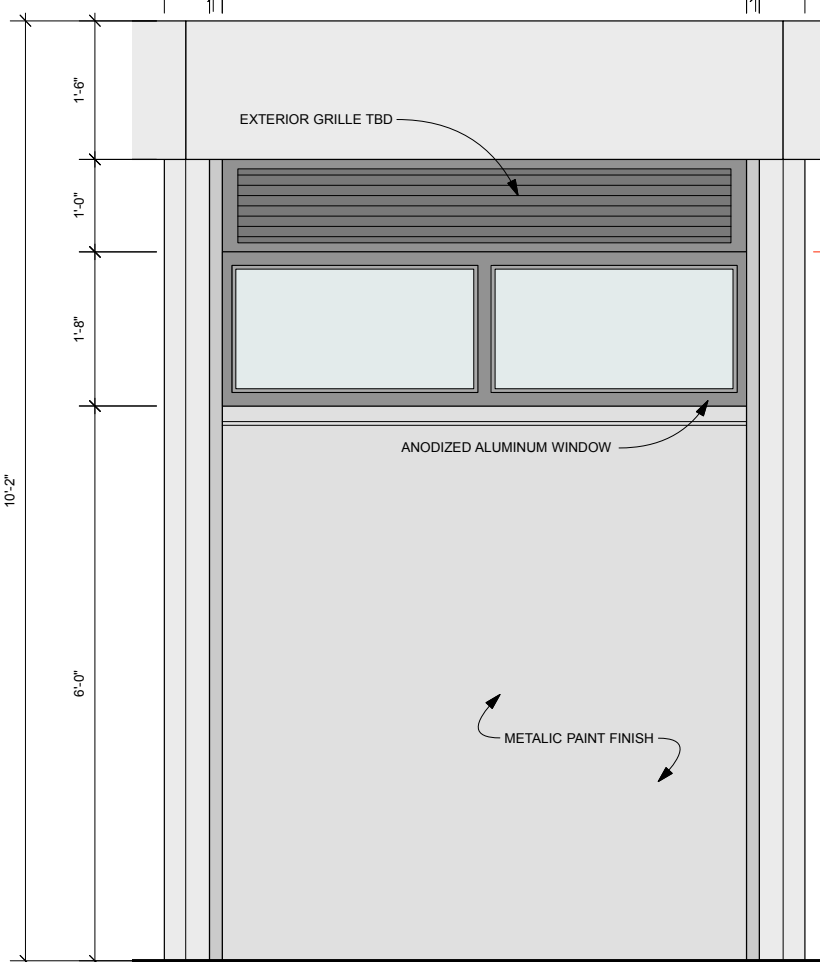 1'-6"
EXTERIOR GRILLE TBD
1'-0"
1'-8"
ANODIZED ALUMINUM WINDOW
10'-2"
6'-0"
METALIC PAINT FINISH